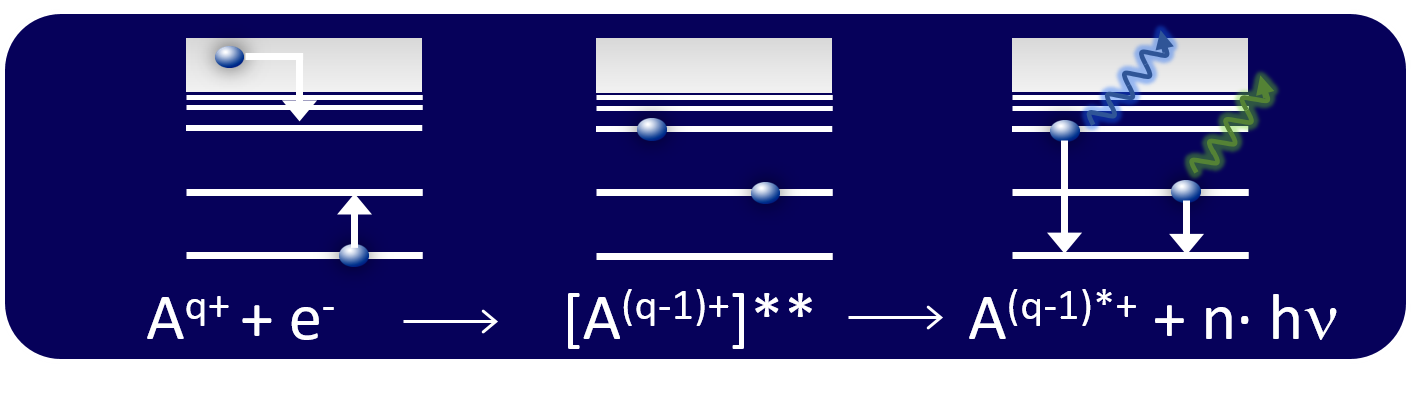 A^q+ + e^- → [A^(q-1)+]** → A^(q-1)*+ + n· hν